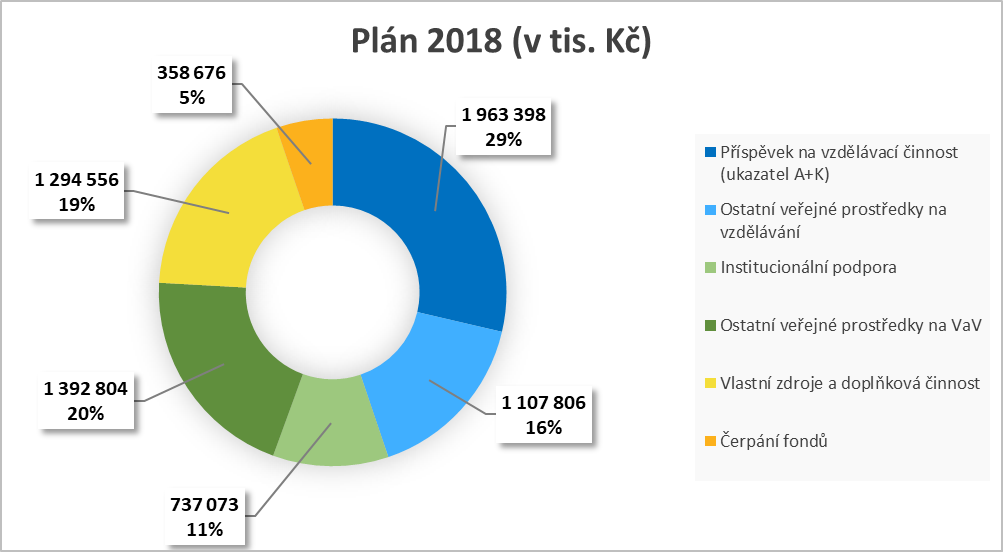 Plán 2018 (v tis. Kč)
358 676
5%
1 963 398
29%
1 294 556
19%
1 392 804
20%
1 107 806
16%
737 073
11%
Příspěvek na vzdělávací činnost
(ukazatel A+K)
Ostatní veřejné prostředky na
vzdělávání
Institucionální podpora
Ostatní veřejné prostředky na VaV
Vlastní zdroje a doplňková činnost
Čerpání fondů